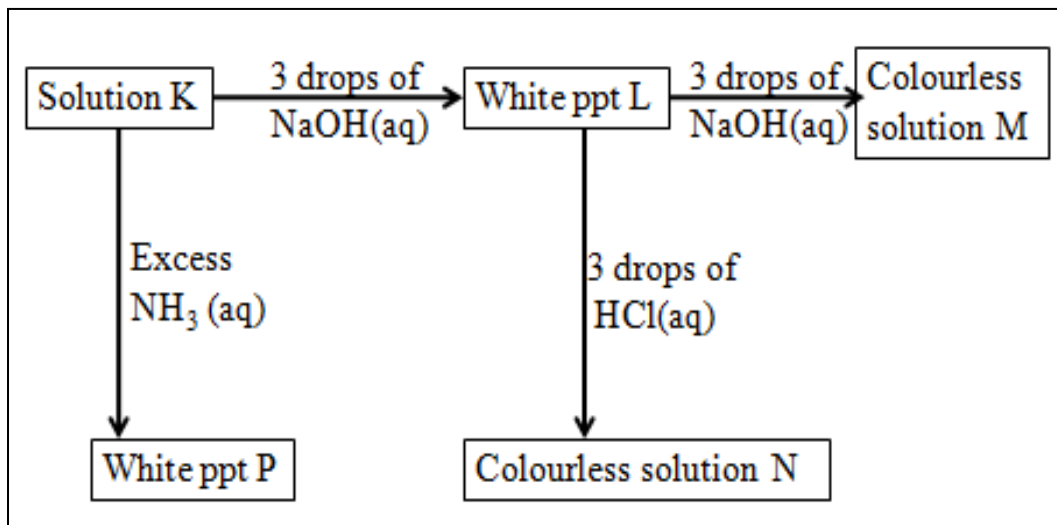 Solution K
3 drops of
NaOH(aq)
White ppt L
3 drops of
NaOH(aq)
Colourless
solution M
Excess
NH₃ (aq)
3 drops of
HCl(aq)
White ppt P
Colourless solution N